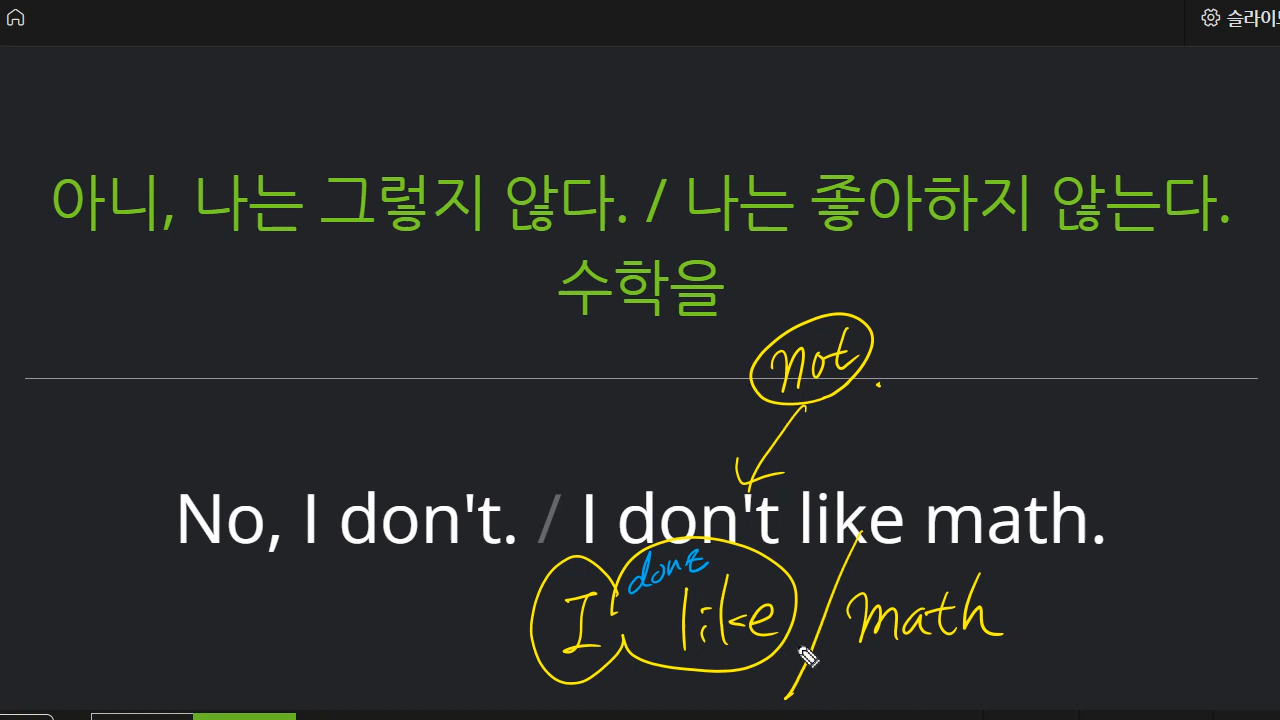 슬라이드
아니, 나는 그렇지 않다. / 나는 좋아하지 않는다.
수학을
not.
No, I don't. / I don't like math.
don't
I like / math